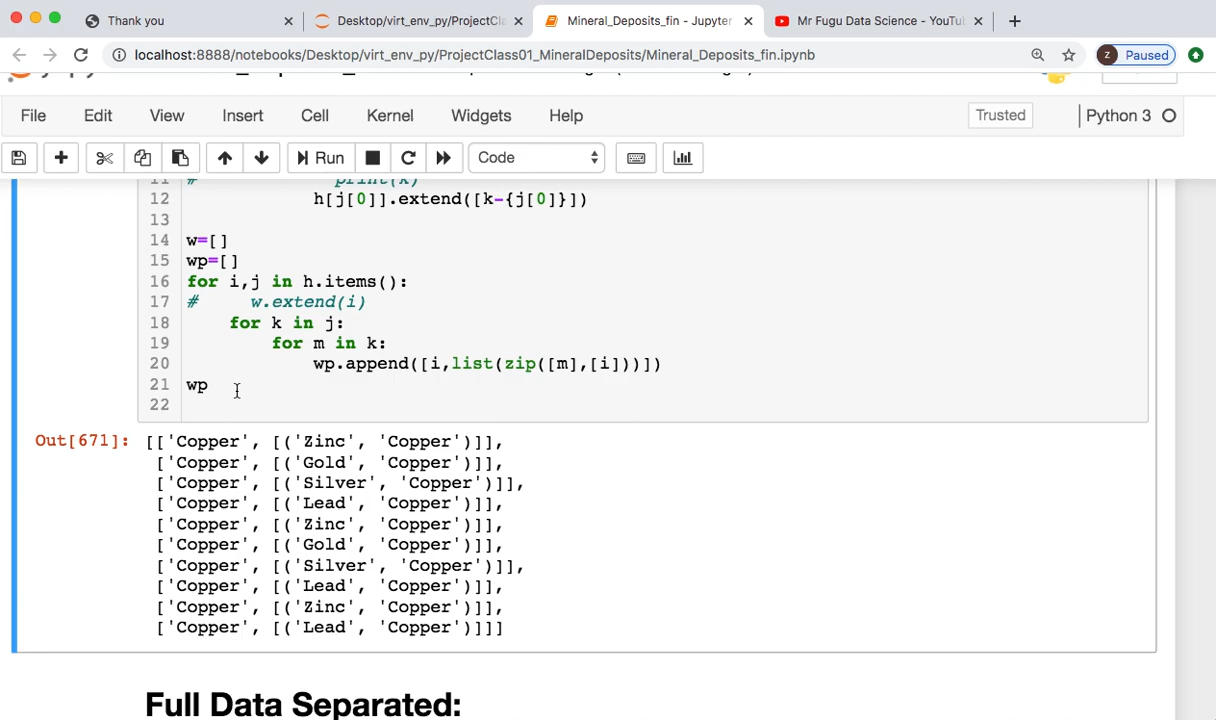 Thank you
Desktop/virt_env_py/ProjectCla
Mineral_Deposits_fin - Jupyter
Mr Fugu Data Science - YouTu
localhost:8888/notebooks/Desktop/virt_env_py/ProjectClass01_MineralDeposits/Mineral_Deposits_fin.ipynb
Z Paused
File Edit View Insert Cell Kernel Widgets Help Trusted Python 3
Run Code
11 # print(k)
12 h[j[0]].extend([k-{j[0]}])
13
14 w=[]
15 wp=[]
16 for i,j in h.items():
17 # w.extend(i)
18 for k in j:
19 for m in k:
20 wp.append([i,list(zip([m],[i]))])
21 wp
22
Out[671]: [['Copper', [('Zinc', 'Copper')]],
['Copper', [('Gold', 'Copper')]],
['Copper', [('Silver', 'Copper')]],
['Copper', [('Lead', 'Copper')]],
['Copper', [('Zinc', 'Copper')]],
['Copper', [('Gold', 'Copper')]],
['Copper', [('Silver', 'Copper')]],
['Copper', [('Lead', 'Copper')]],
['Copper', [('Zinc', 'Copper')]],
['Copper', [('Lead', 'Copper')]]]
Full Data Separated: